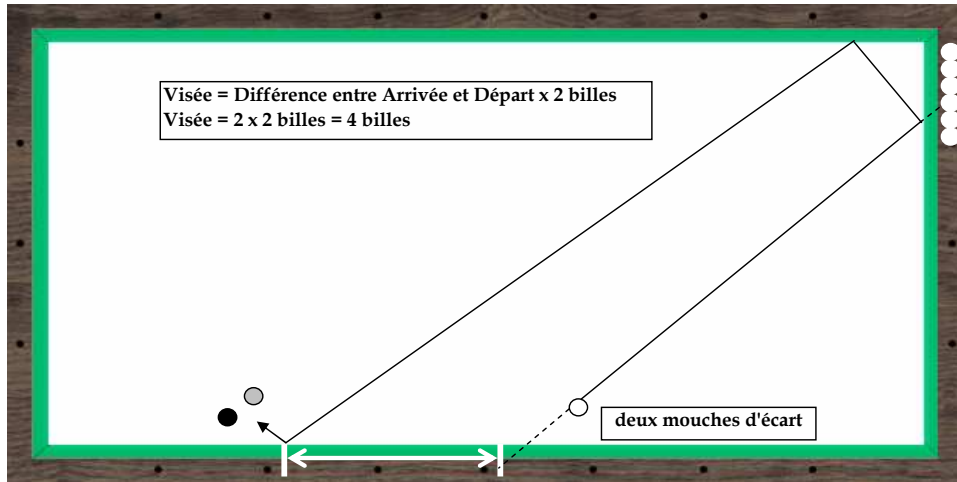 Visée = Différence entre Arrivée et Départ x 2 billes
Visée = 2 x 2 billes = 4 billes
deux mouches d'écart